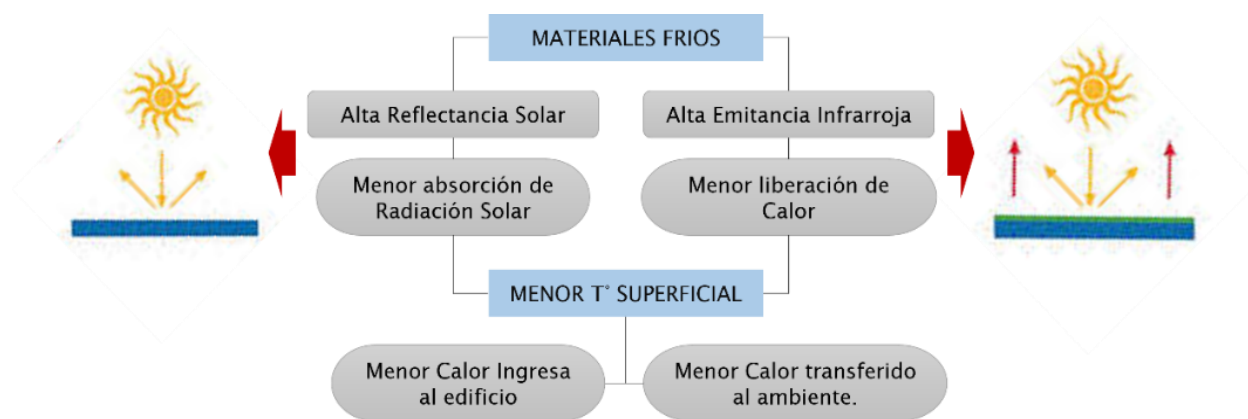 MATERIALES FRIOS
Alta Reflectancia Solar
Alta Emitancia Infrarroja
Menor absorción de
Radiación Solar
Menor liberación de
Calor
MENOR T° SUPERFICIAL
Menor Calor Ingresa
al edificio
Menor Calor transferido
al ambiente.